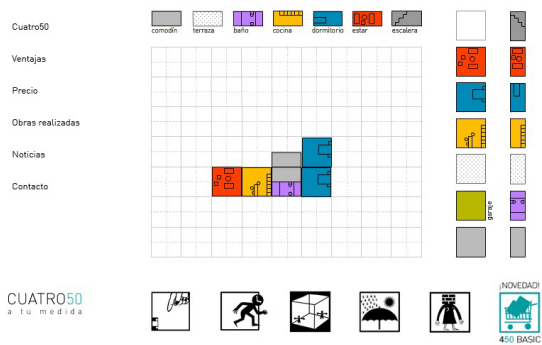 Cuatro50
comodín terraza baño cocina dormitorio estar escalera
Ventajas
Precio
Obras realizadas
Noticias
Contacto
garaje
CUATRO50
a tu medida
¡NOVEDAD!
450 BASIC